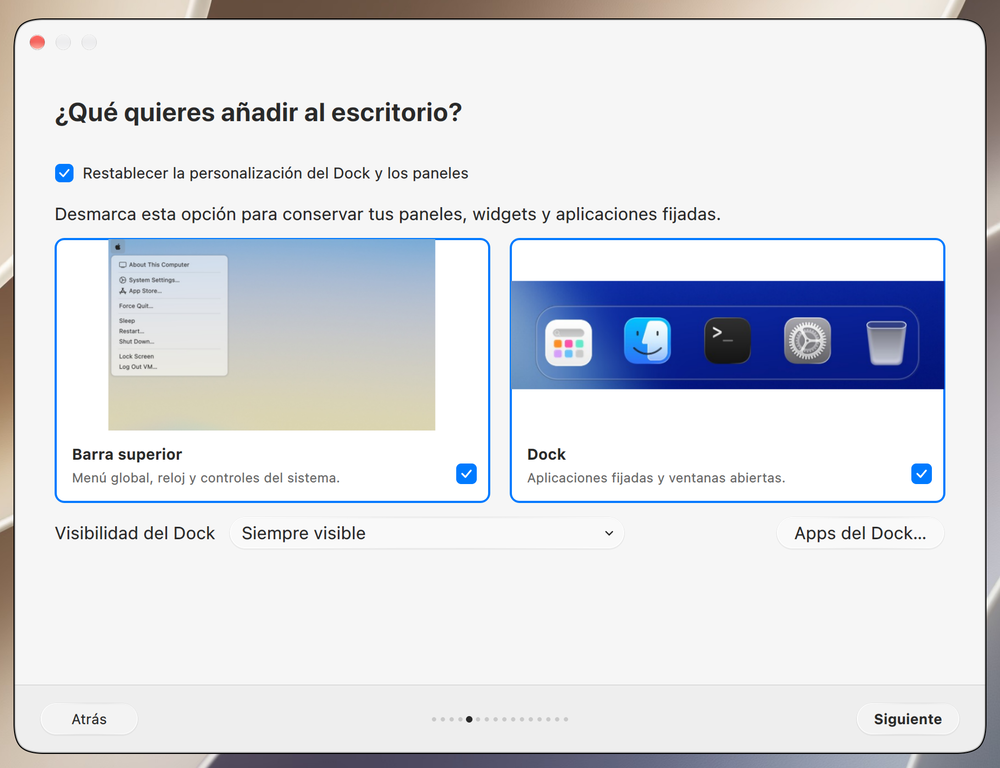 ¿Qué quieres añadir al escritorio?
Restablecer la personalización del Dock y los paneles
Desmarca esta opción para conservar tus paneles, widgets y aplicaciones fijadas.
About This Computer
System Settings...
App Store...
Force Quit...
Sleep
Restart...
Shut Down...
Lock Screen
Log Out VM...
Barra superior
Menú global, reloj y controles del sistema.
Dock
Aplicaciones fijadas y ventanas abiertas.
Visibilidad del Dock
Siempre visible
Apps del Dock...
Atrás
Siguiente